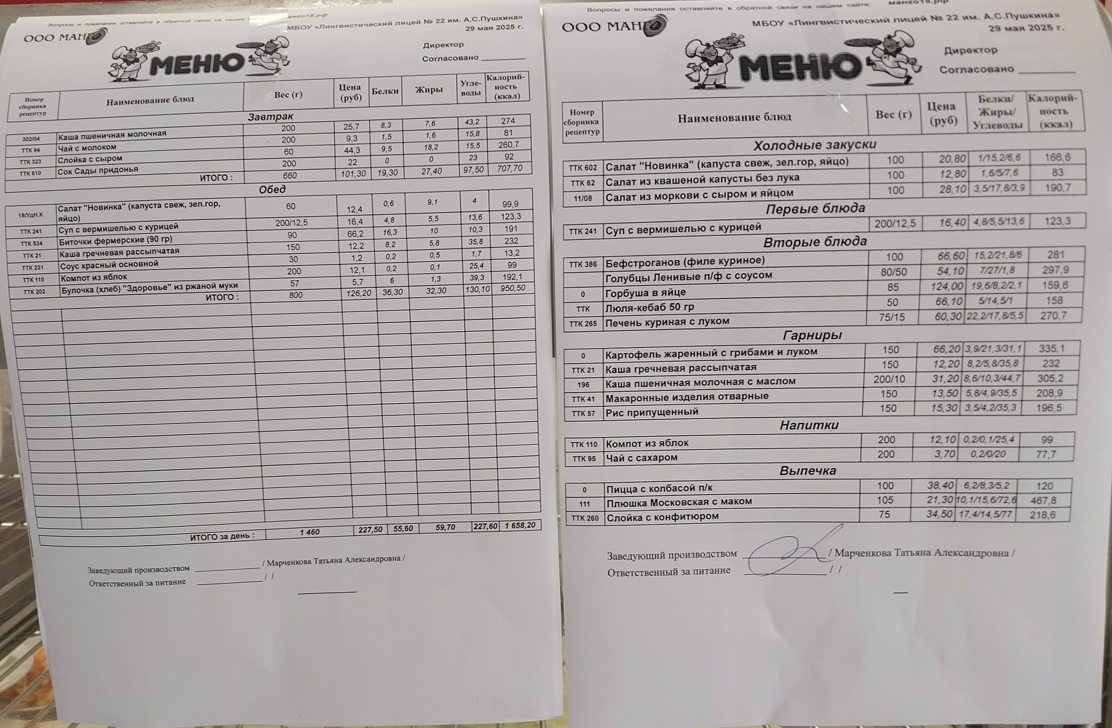 Вопросы и пожелания оставляйте в обратной связи на нашем
МБОУ «Лингвистический лицей № 22 им. А.С.Пушкина»
29 мая 2025 г.
ООО МАНГО
МЕНЮ
Директор
Согласовано
Номер сборника рецептур Наименование блюд Вес (г) Цена (руб) Белки Жиры Угле-воды Калорий-ность (ккал)
Завтрак
302/04 Каша пшеничная молочная 200 25,7 8,3 7,6 43,2 274
ТТК 94 Чай с молоком 200 9,3 1,5 1,6 15,8 81
ТТК 323 Слойка с сыром 60 44,3 9,5 18,2 15,5 260,7
ТТК 610 Сок Сады придонья 200 22 0 0 23 92
ИТОГО : 660 101,30 19,30 27,40 97,50 707,70
Обед
Салат "Новинка" (капуста свеж, зел.гор, яйцо) 60 12,4 0,6 9,1 4 99,9
ТТК 241 Суп с вермишелью с курицей 200/12,5 16,4 4,8 5,5 13,6 123,3
ТТК 534 Биточки фермерские (90 гр) 90 66,2 16,3 10 10,3 191
ТТК 21 Каша гречневая рассыпчатая 150 12,2 8,2 5,8 35,8 232
ТТК 231 Соус красный основной 30 1,2 0,2 0,5 1,7 13,2
ТТК 110 Компот из яблок 200 12,1 0,2 0,1 25,4 99
ТТК 202 Булочка (хлеб) "Здоровье" из ржаной муки 57 5,7 6 1,3 39,3 192,1
ИТОГО : 800 126,20 36,30 32,30 130,10 950,50
ИТОГО за день : 1 460 227,50 55,60 59,70 227,60 1 658,20
Заведующий производством / Марченкова Татьяна Александровна /
Ответственный за питание / /
Вопросы и пожелания оставляйте в обратной связи на нашем сайте:
МБОУ «Лингвистический лицей № 22 им. А.С.Пушкина»
29 мая 2025 г.
ООО МАНГО
МЕНЮ
Директор
Согласовано
Номер сборника рецептур Наименование блюд Вес (г) Цена (руб) Белки/ Жиры/ Углеводы Калорий-ность (ккал)
Холодные закуски
ТТК 602 Салат "Новинка" (капуста свеж, зел.гор, яйцо) 100 20,80 1/15,2/6,6 166,6
ТТК 62 Салат из квашеной капусты без лука 100 12,80 1,6/5/7,6 83
11/08 Салат из моркови с сыром и яйцом 100 28,10 3,5/17,8/3,9 190,7
Первые блюда
ТТК 241 Суп с вермишелью с курицей 200/12,5 16,40 4,8/5,5/13,6 123,3
Вторые блюда
ТТК 386 Бефстроганов (филе куриное) 100 66,60 15,2/21,8/6 281
Голубцы Ленивые п/ф с соусом 80/50 54,10 7/27/1,8 297,9
0 Горбуша в яйце 85 124,00 19,6/8,2/2,1 159,6
ТТК Люля-кебаб 50 гр 50 66,10 5/14,5/1 158
ТТК 265 Печень куриная с луком 75/15 60,30 22,2/17,8/5,5 270,7
Гарниры
0 Картофель жаренный с грибами и луком 150 66,20 3,9/21,3/31,1 335,1
ТТК 21 Каша гречневая рассыпчатая 150 12,20 8,2/5,8/35,8 232
196 Каша пшеничная молочная с маслом 200/10 31,20 8,6/10,3/44,7 305,2
ТТК 41 Макаронные изделия отварные 150 13,50 5,8/4,9/35,5 208,9
ТТК 57 Рис припущенный 150 15,30 3,5/4,2/35,3 196,5
Напитки
ТТК 110 Компот из яблок 200 12,10 0,2/0,1/25,4 99
ТТК 95 Чай с сахаром 200 3,70 0,2/0/20 77,7
Выпечка
0 Пицца с колбасой п/к 100 38,40 6,2/8,3/5,2 120
111 Плюшка Московская с маком 105 21,30 10,1/15,6/72,6 467,8
ТТК 260 Слойка с конфитюром 75 34,50 17,4/14,5/77 218,6
Заведующий производством / Марченкова Татьяна Александровна /
Ответственный за питание / /